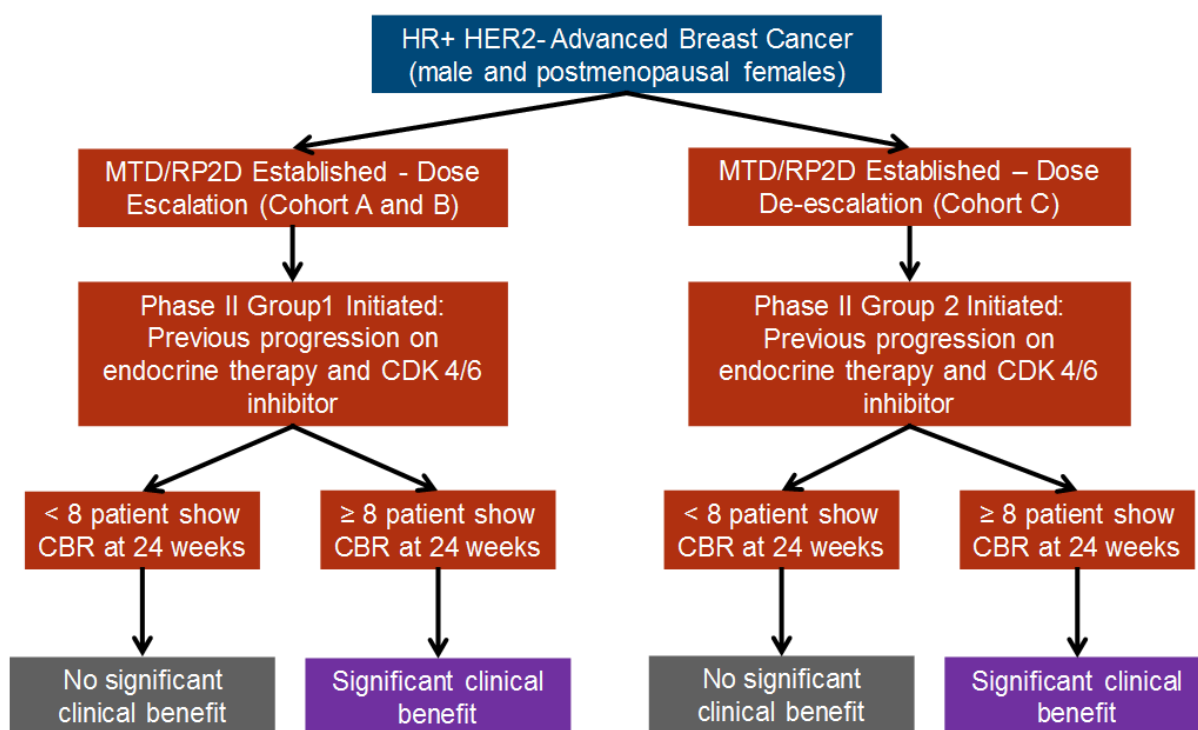 HR+ HER2- Advanced Breast Cancer
(male and postmenopausal females)
MTD/RP2D Established - Dose
Escalation (Cohort A and B)
MTD/RP2D Established – Dose
De-escalation (Cohort C)
Phase II Group1 Initiated:
Previous progression on
endocrine therapy and CDK 4/6
inhibitor
Phase II Group 2 Initiated:
Previous progression on
endocrine therapy and CDK 4/6
inhibitor
< 8 patient show
CBR at 24 weeks
≥ 8 patient show
CBR at 24 weeks
< 8 patient show
CBR at 24 weeks
≥ 8 patient show
CBR at 24 weeks
No significant
clinical benefit
Significant clinical
benefit
No significant
clinical benefit
Significant clinical
benefit